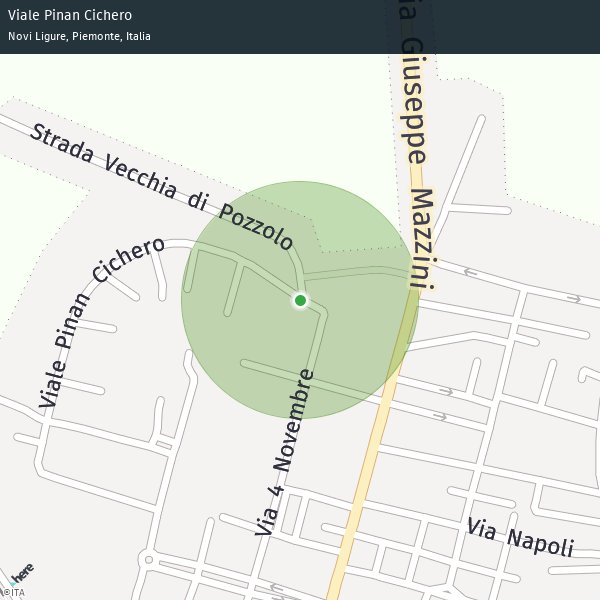 Viale Pinan Cichero
Novi Ligure, Piemonte, Italia
Via Giuseppe Mazzini
Strada Vecchia di Pozzolo
Viale Pinan Cichero
Via 4 Novembre
Via Napoli
here
©ITA